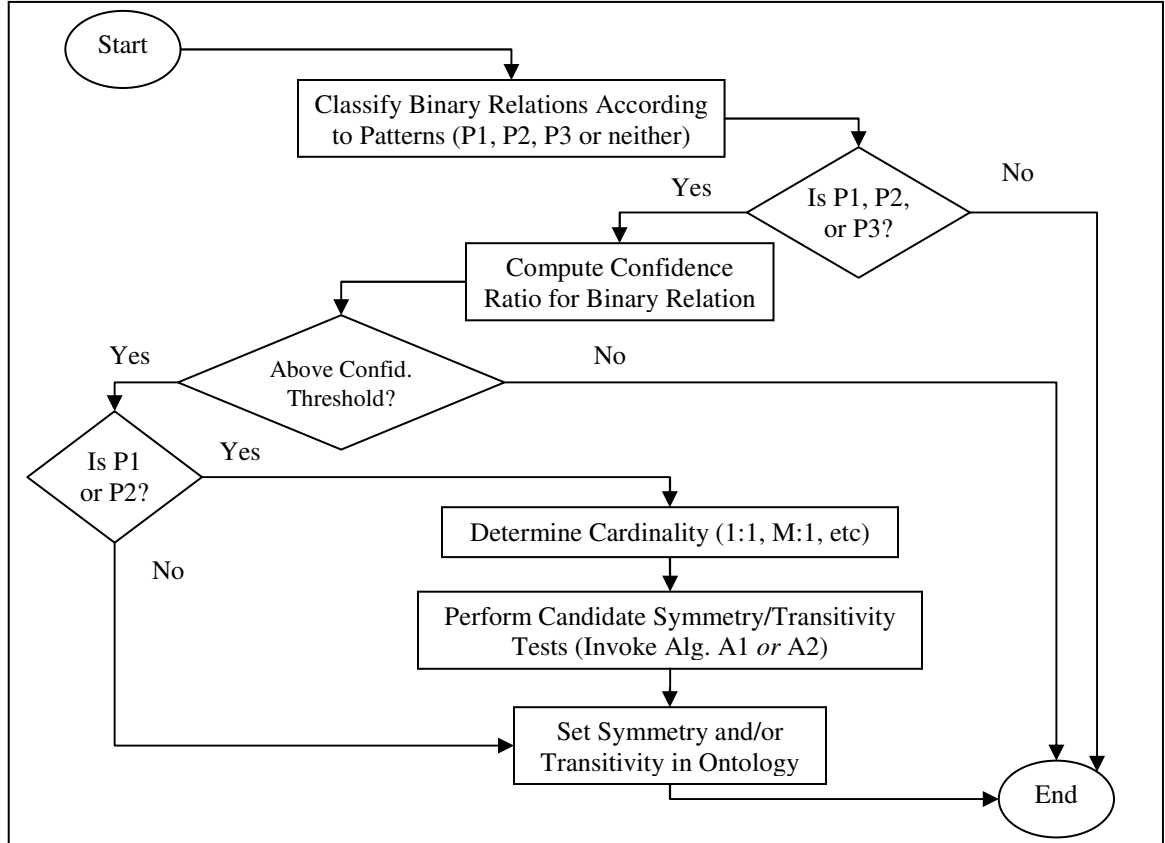 Start
Classify Binary Relations According
to Patterns (P1, P2, P3 or neither)
Is P1, P2,
or P3?
Yes
No
Compute Confidence
Ratio for Binary Relation
Above Confid.
Threshold?
Yes
No
Is P1
or P2?
Yes
No
Determine Cardinality (1:1, M:1, etc)
Perform Candidate Symmetry/Transitivity
Tests (Invoke Alg. A1 or A2)
Set Symmetry and/or
Transitivity in Ontology
End